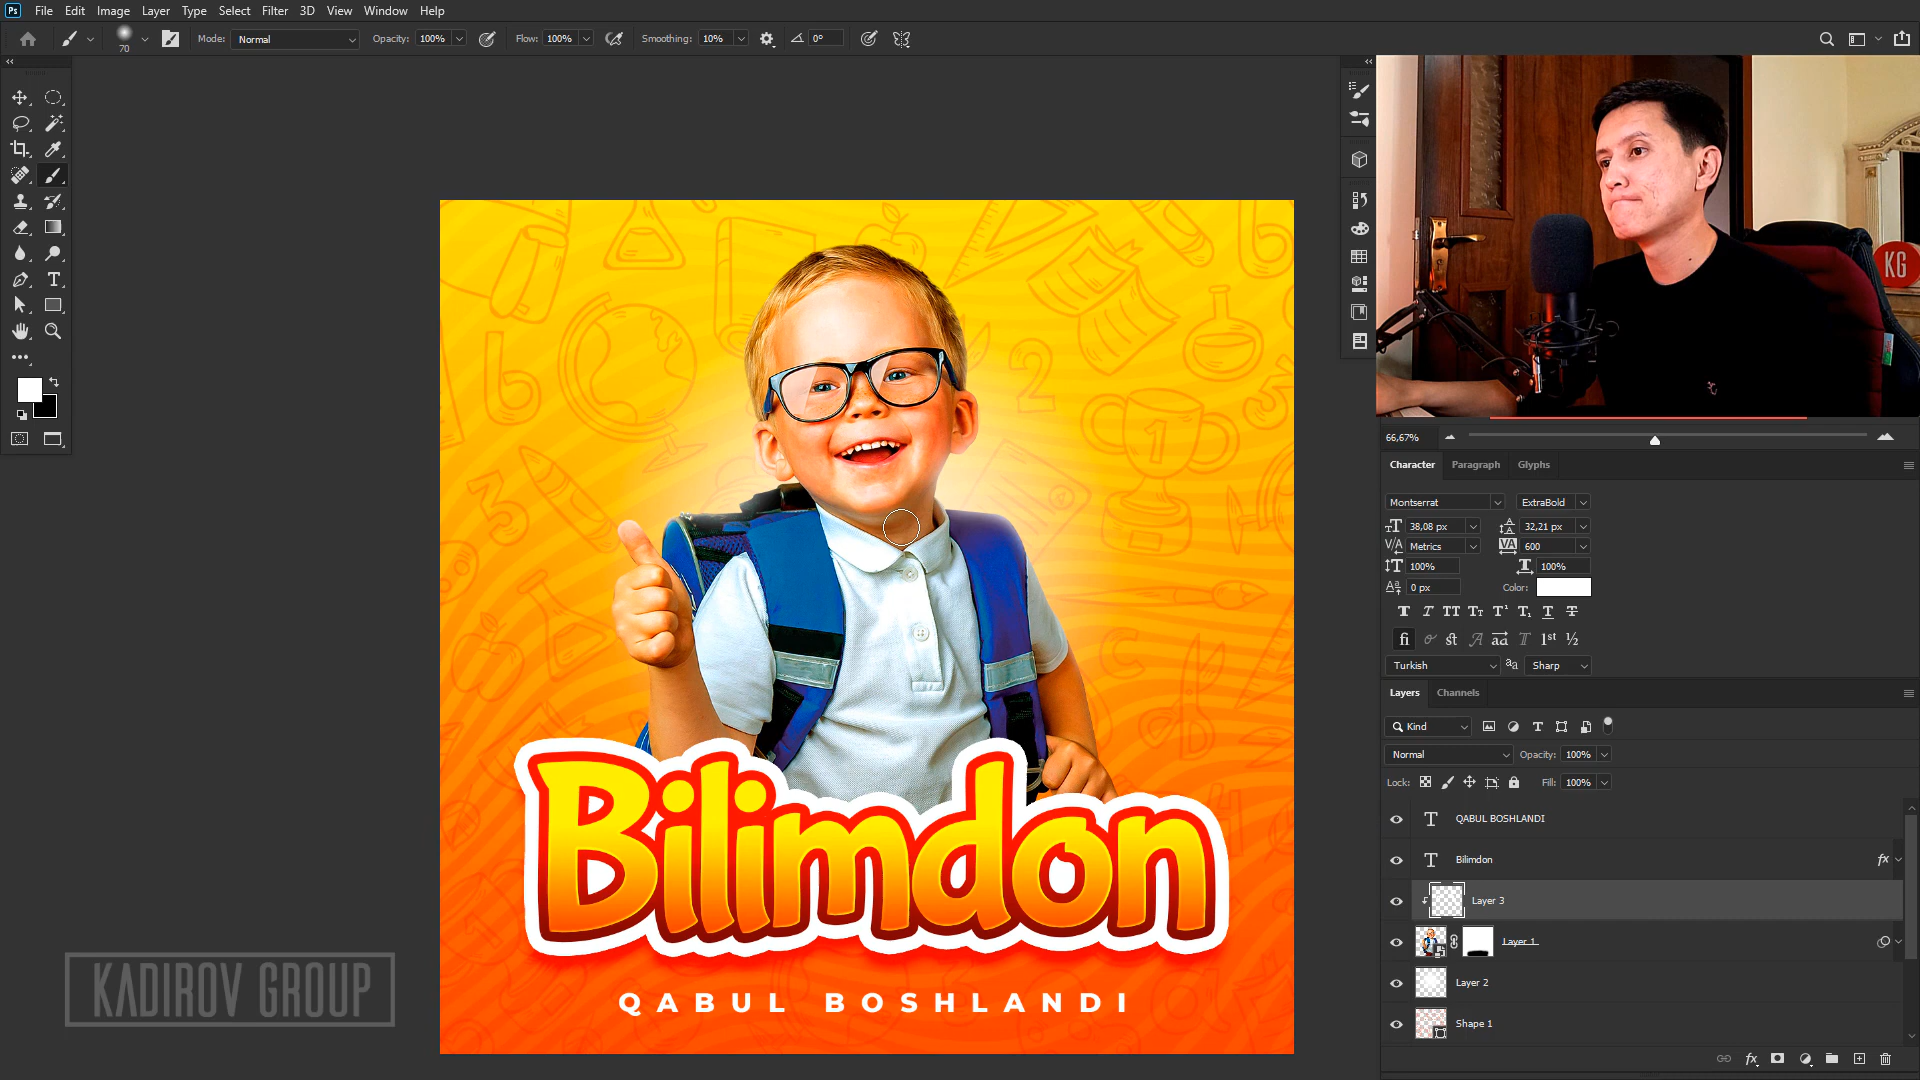 Ps File Edit Image Layer Type Select Filter 3D View Window Help
70 Mode: Normal Opacity: 100% Flow: 100% Smoothing: 10% 0°
KG
66,67%
Character Paragraph Glyphs
Montserrat ExtraBold
38,08 px 32,21 px
Metrics 600
100% 100%
0 px Color:
Turkish Sharp
Layers Channels
Kind
Normal Opacity: 100%
Lock: Fill: 100%
QABUL BOSHLANDI
Bilimdon fx
Layer 3
Layer 1
Layer 2
Shape 1
Bilimdon
QABUL BOSHLANDI
KADIROV GROUP